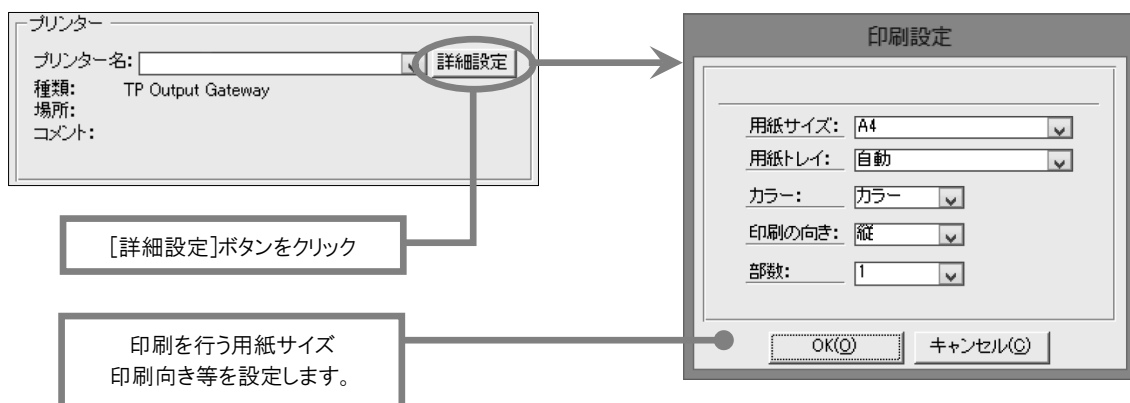 プリンター
プリンター名:
詳細設定
種類: TP Output Gateway
場所:
コメント:
[詳細設定]ボタンをクリック
印刷を行う用紙サイズ
印刷向き等を設定します。
印刷設定
用紙サイズ: A4
用紙トレイ: 自動
カラー: カラー
印刷の向き: 縦
部数: 1
OK(O) キャンセル(C)